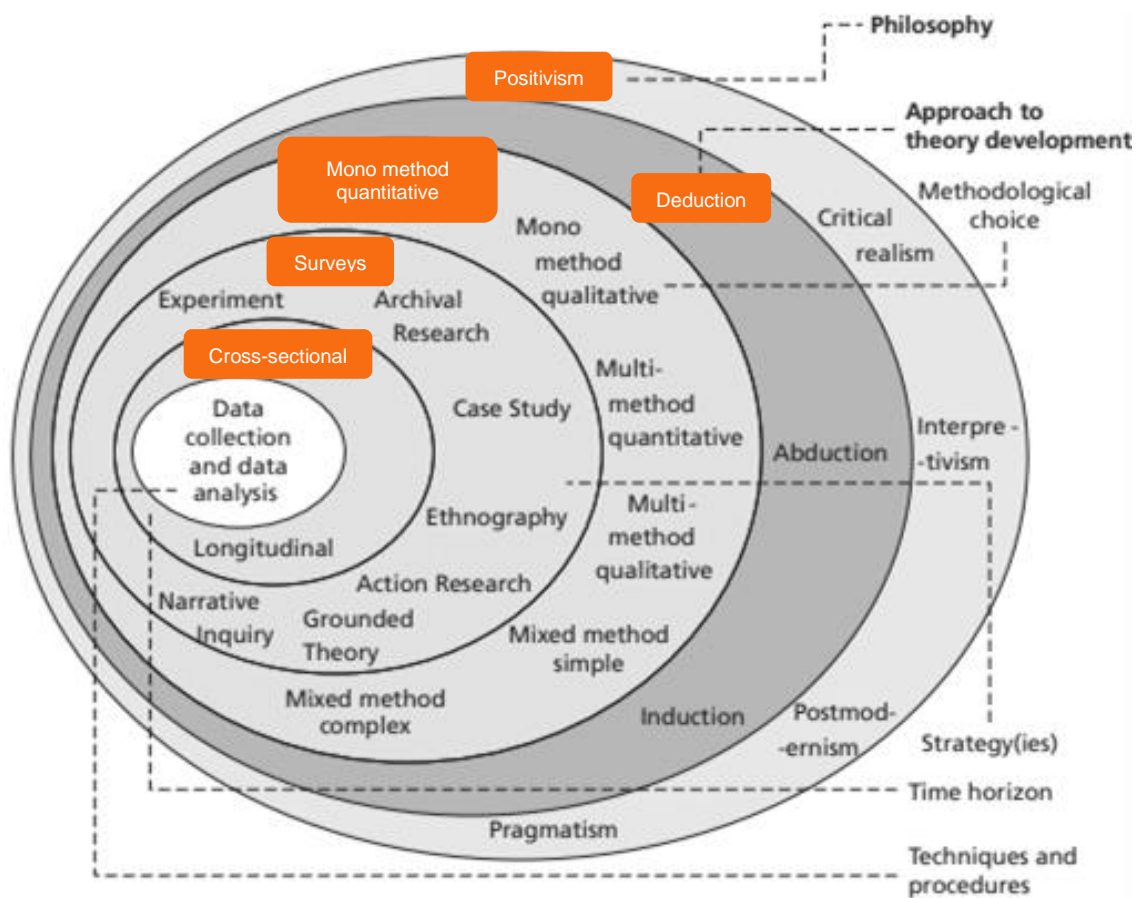 Philosophy
Positivism
Approach to
theory development
Mono method
quantitative
Deduction
Methodological
choice
Critical
realism
Mono
method
qualitative
Surveys
Experiment
Archival
Research
Cross-sectional
Multi-
method
quantitative
Case Study
Data
collection
and data
analysis
Abduction
Interpre -
-tivism
Ethnography
Multi-
method
qualitative
Longitudinal
Action Research
Narrative
Inquiry
Grounded
Theory
Mixed method
simple
Mixed method
complex
Induction
Postmod-
-ernism
Strategy(ies)
Time horizon
Pragmatism
Techniques and
procedures